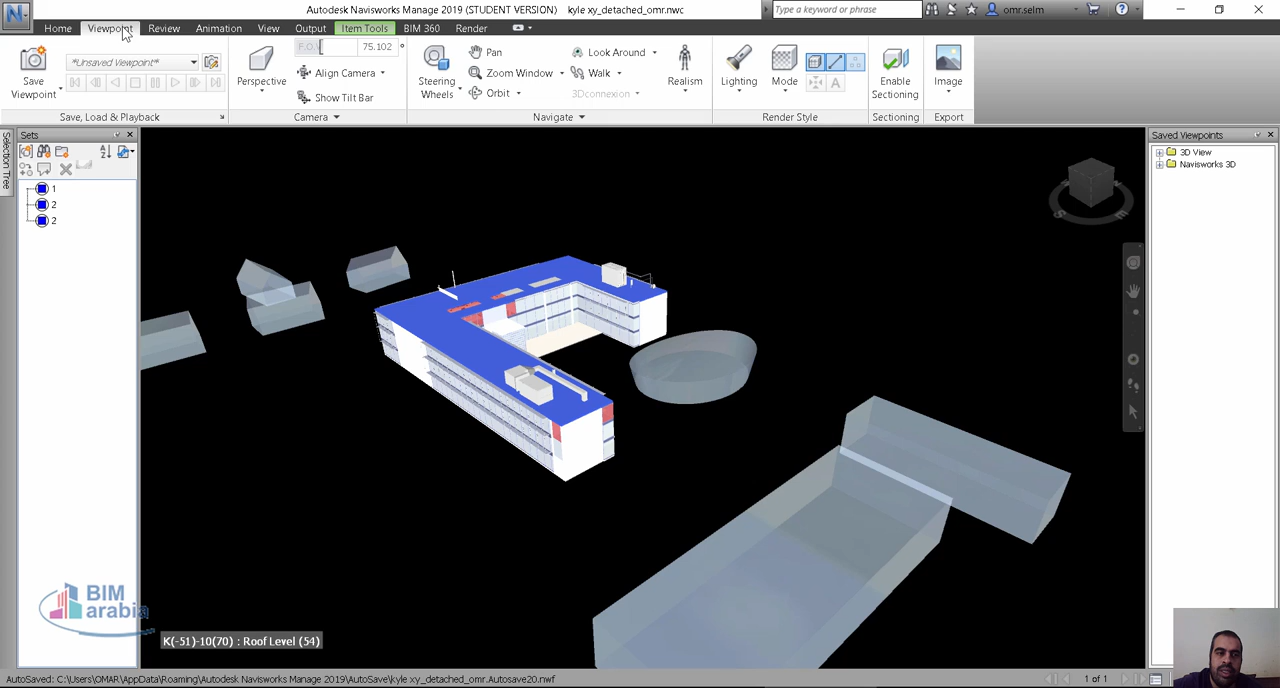 Autodesk Navisworks Manage 2019 (STUDENT VERSION) kyle xy_detached_omr.nwc
Type a keyword or phrase
omr.selm
Home Viewpoint Review Animation View Output Item Tools BIM 360 Render
Save Viewpoint
*Unsaved Viewpoint*
Save, Load & Playback
Perspective
F.O.V. 75.102 °
Align Camera
Show Tilt Bar
Camera
Steering Wheels
Pan
Zoom Window
Orbit
Look Around
Walk
3Dconnexion
Realism
Navigate
Lighting
Mode
A
Render Style
Enable Sectioning
Sectioning
Image
Export
Selection Tree
Sets
1
2
2
Saved Viewpoints
3D View
Navisworks 3D
S E
BIM
arabia
K(-51)-10(70) : Roof Level (54)
AutoSaved: C:\Users\OMAR\AppData\Roaming\Autodesk Navisworks Manage 2019\AutoSave\kyle xy_detached_omr.Autosave20.nwf
1 of 1